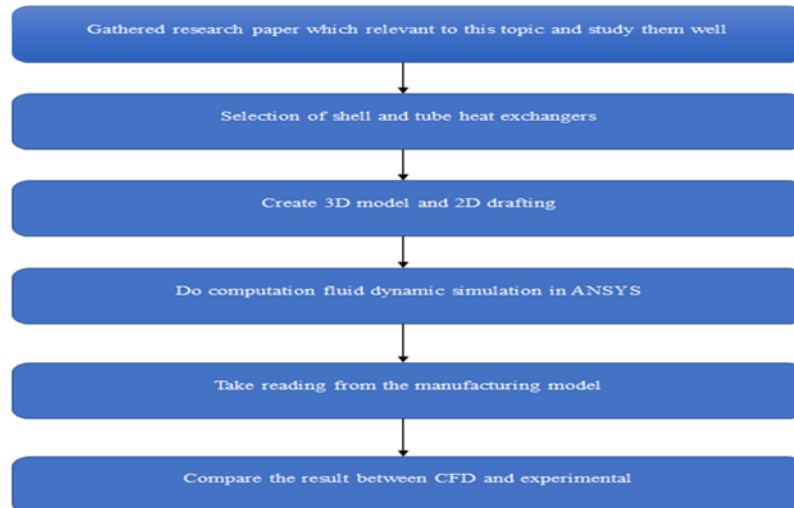 Gathered research paper which relevant to this topic and study them well
Selection of shell and tube heat exchangers
Create 3D model and 2D drafting
Do computation fluid dynamic simulation in ANSYS
Take reading from the manufacturing model
Compare the result between CFD and experimental